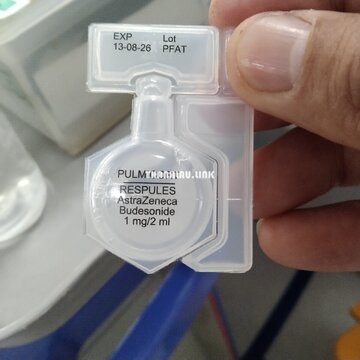 EXP Lot
13-08-26 PFAT
RESPULES
AstraZeneca
Budesonide
1 mg/2 ml